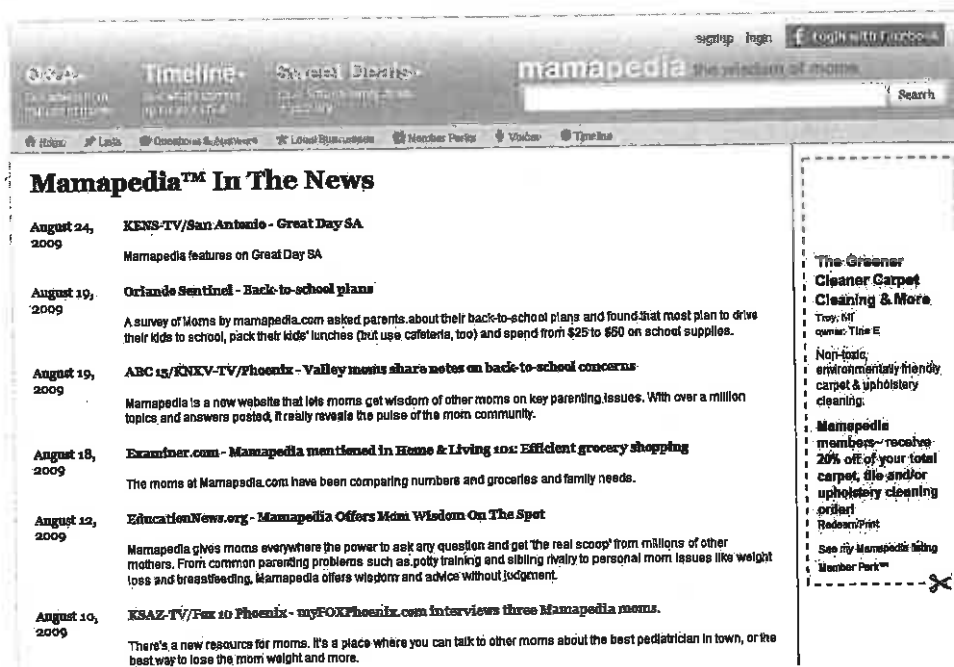 signup login Login with Facebook
Q&A
Timeline
Special Deals
mamapedia the wisdom of moms
Search
Home Lists Questions & Answers Local Businesses Member Perks Voices Timeline
Mamapedia™ In The News
August 24, 2009
KENS-TV/San Antonio - Great Day SA
Mamapedia features on Great Day SA
August 19, 2009
Orlando Sentinel - Back-to-school plans
A survey of Moms by mamapedia.com asked parents about their back-to-school plans and found that most plan to drive
their kids to school, pack their kids' lunches (but use cafeteria, too) and spend from $25 to $50 on school supplies.
August 19, 2009
ABC 15/KNXV-TV/Phoenix - Valley moms share notes on back-to-school concerns
Mamapedia is a new website that lets moms get wisdom of other moms on key parenting issues. With over a million
topics and answers posted, it really reveals the pulse of the mom community.
August 18, 2009
Examiner.com - Mamapedia mentioned in Home & Living 101: Efficient grocery shopping
The moms at Mamapedia.com have been comparing numbers and groceries and family needs.
August 12, 2009
EducationNews.org - Mamapedia Offers Mom Wisdom On The Spot
Mamapedia gives moms everywhere the power to ask any question and get 'the real scoop' from millions of other
mothers. From common parenting problems such as potty training and sibling rivalry to personal mom issues like weight
loss and breastfeeding, Mamapedia offers wisdom and advice without judgment.
August 10, 2009
KSAZ-TV/Fox 10 Phoenix - myFOXPhoenix.com interviews three Mamapedia moms.
There's a new resource for moms. It's a place where you can talk to other moms about the best pediatrician in town, or the
best way to lose the mom weight and more.
The Greener
Cleaner Carpet
Cleaning & More
Troy, MI
owner: Tina E
Non-toxic,
environmentally friendly
carpet & upholstery
cleaning.
Mamapedia
members~ receive
20% off of your total
carpet, tile and/or
upholstery cleaning
order!
Redeem/Print
See my Mamapedia listing
Member Perk™